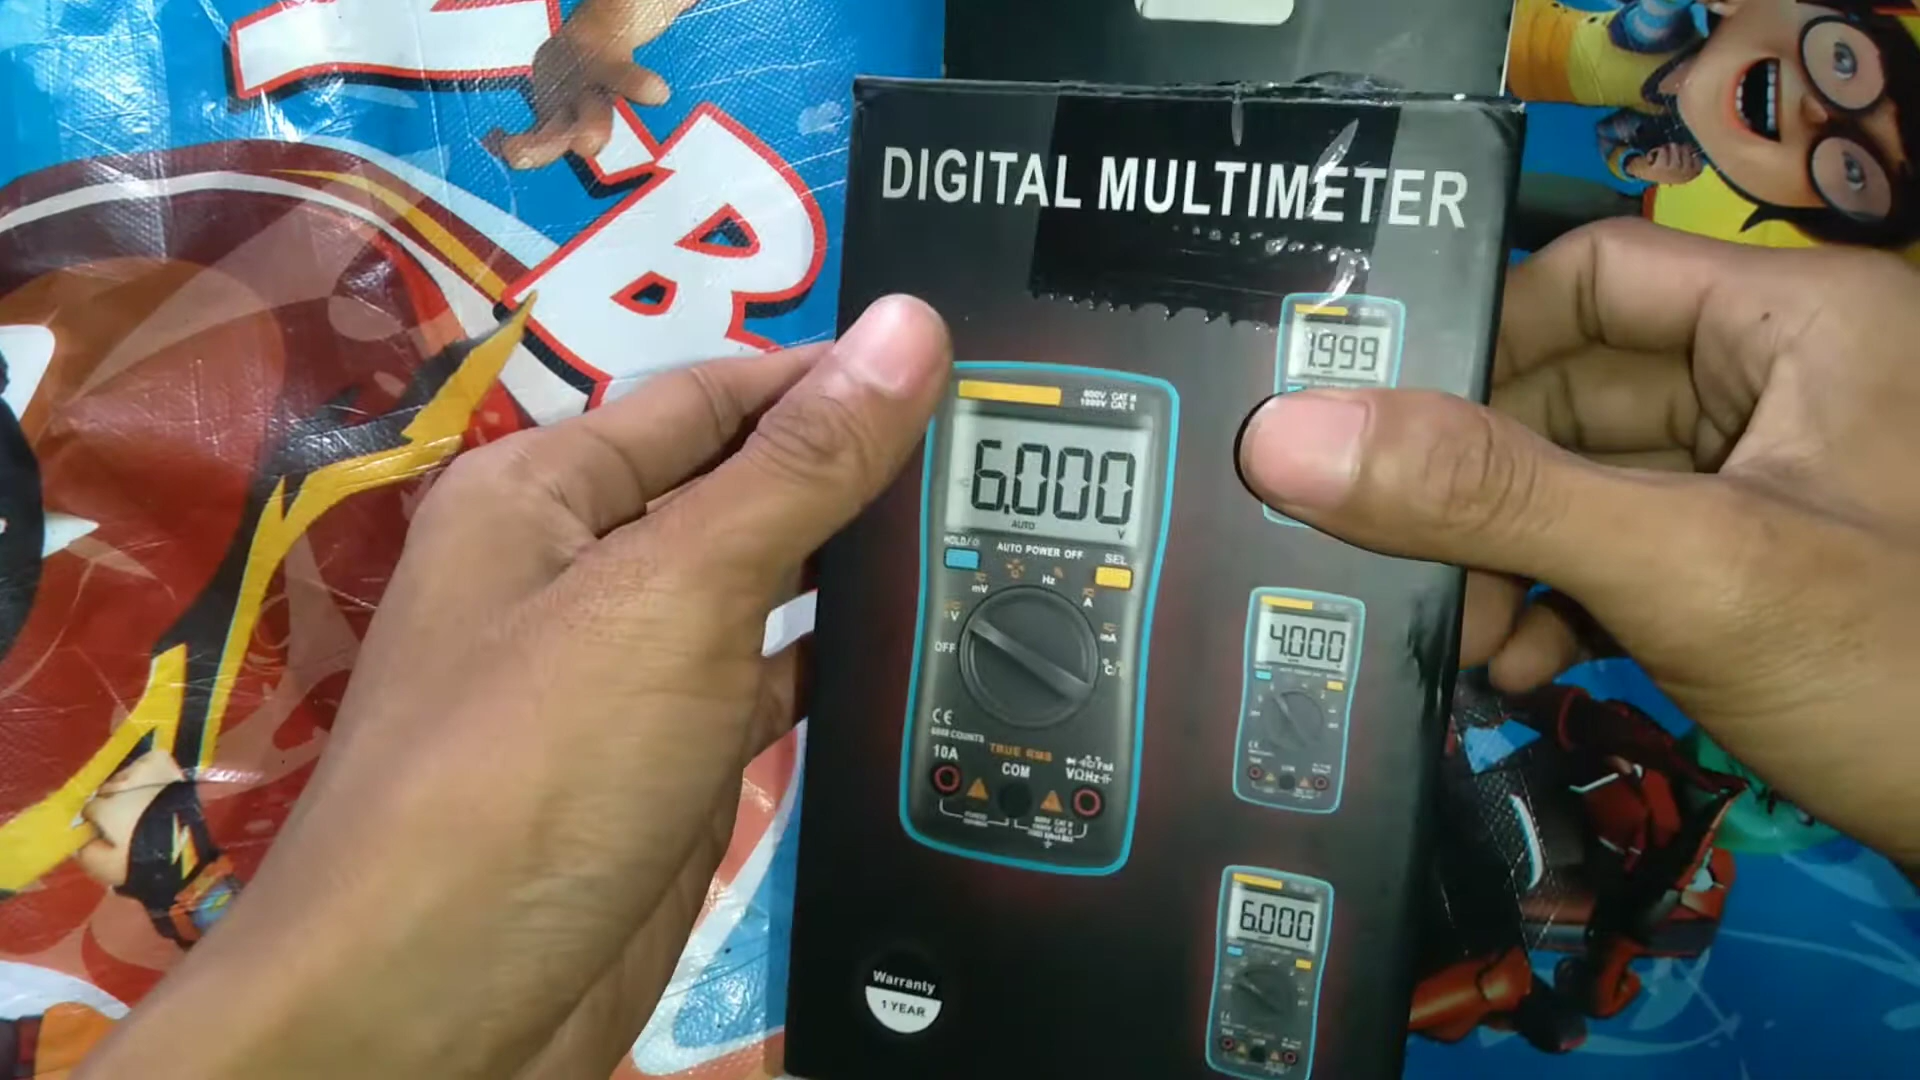 DIGITAL MULTIMETER
1.999
600V CAT III
1000V CAT II
6.000
AUTO
V
HOLD/
AUTO POWER OFF
SEL
Hz
%
mV
A
V
mA
OFF
°C/
CE
6000 COUNTS
TRUE RMS
10A
COM
VΩHz
4.000
6.000
Warranty
1 YEAR
B